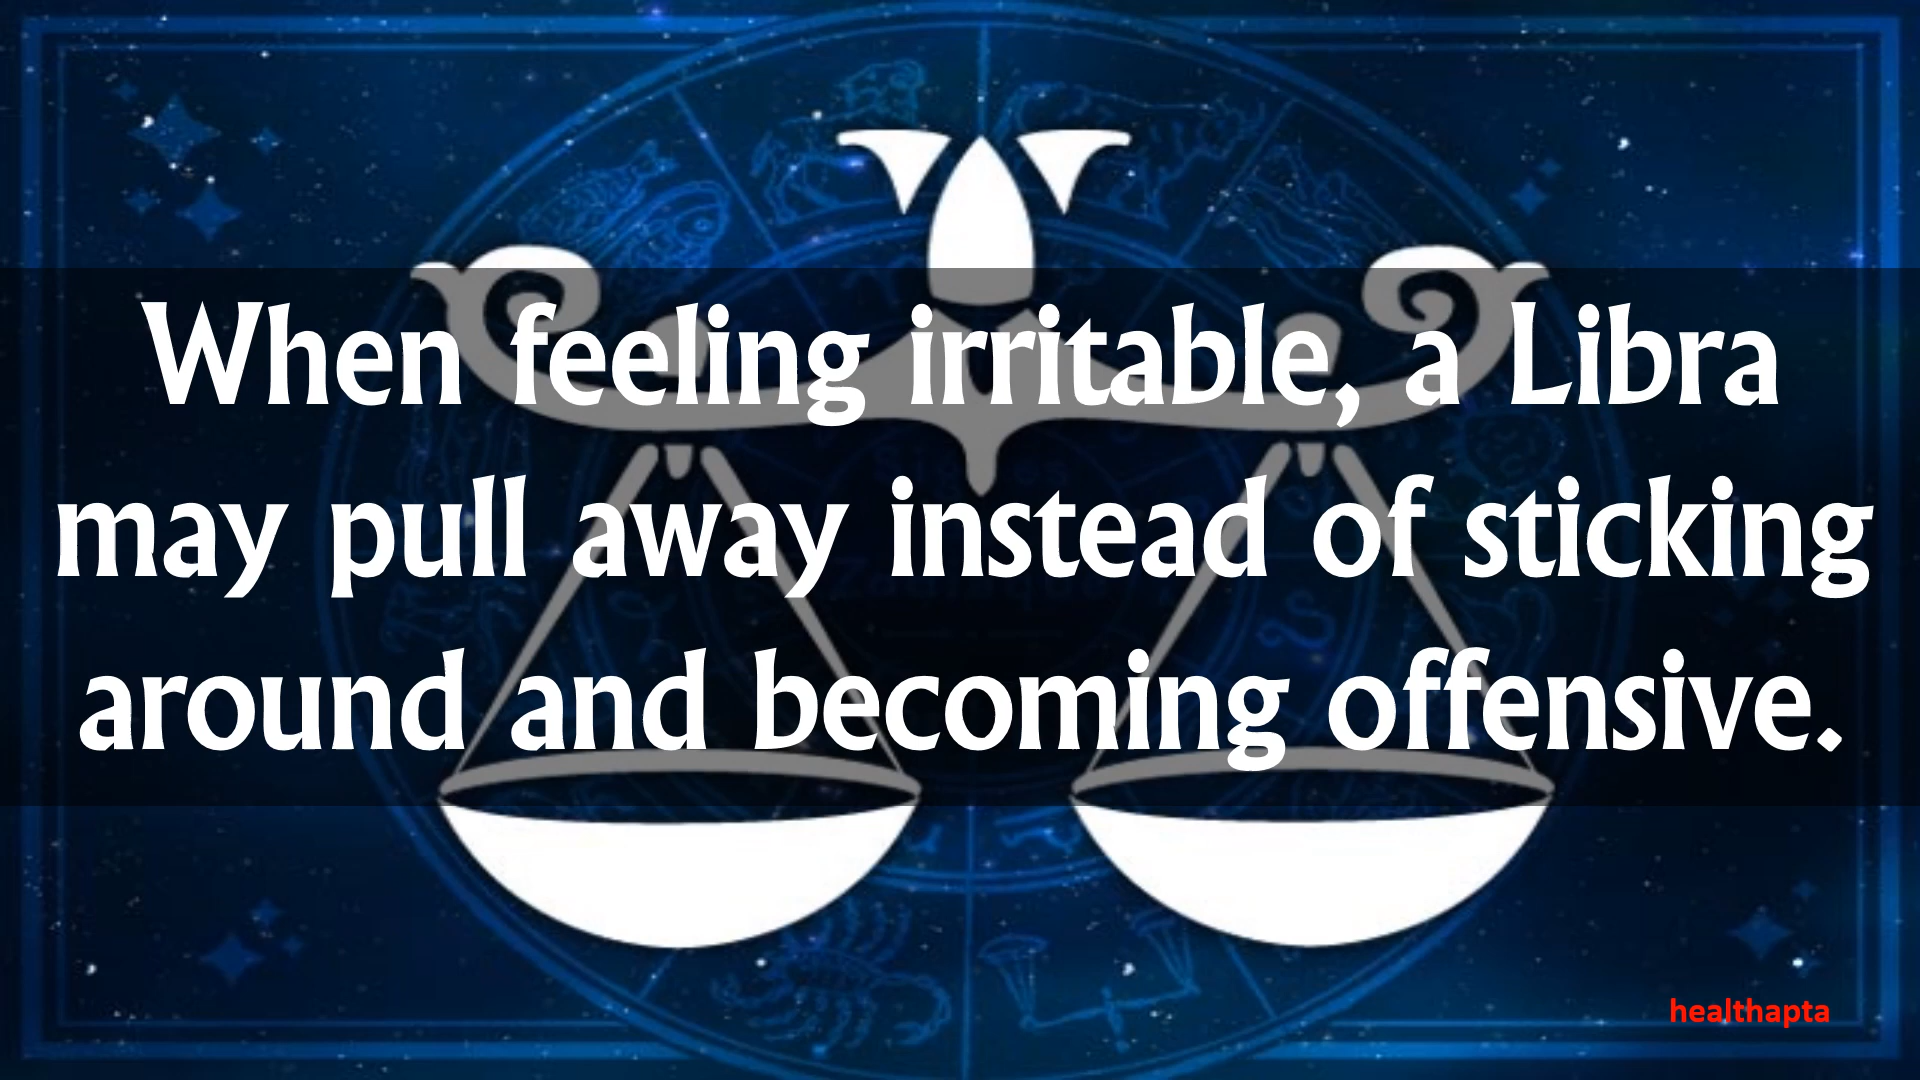 When feeling irritable, a Libra
may pull away instead of sticking
around and becoming offensive.
healthapta